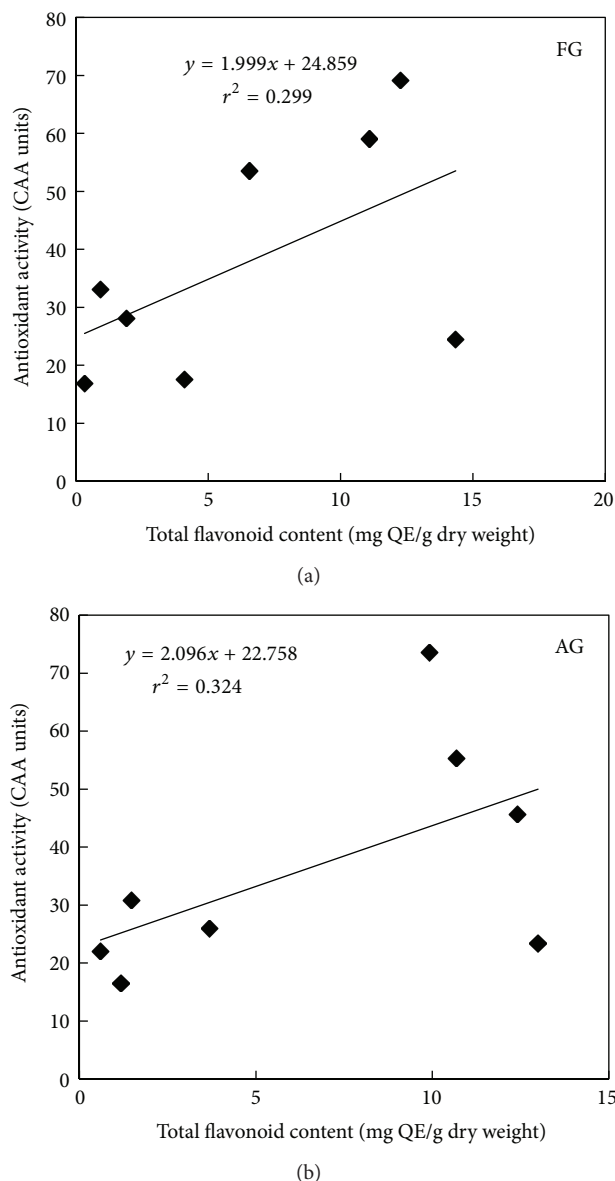 80
70
60
50
40
30
20
10
0
Antioxidant activity (CAA units)
y = 1.999x + 24.859
r² = 0.299
FG
0 5 10 15 20
Total flavonoid content (mg QE/g dry weight)
(a)
80
70
60
50
40
30
20
10
0
Antioxidant activity (CAA units)
y = 2.096x + 22.758
r² = 0.324
AG
0 5 10 15
Total flavonoid content (mg QE/g dry weight)
(b)